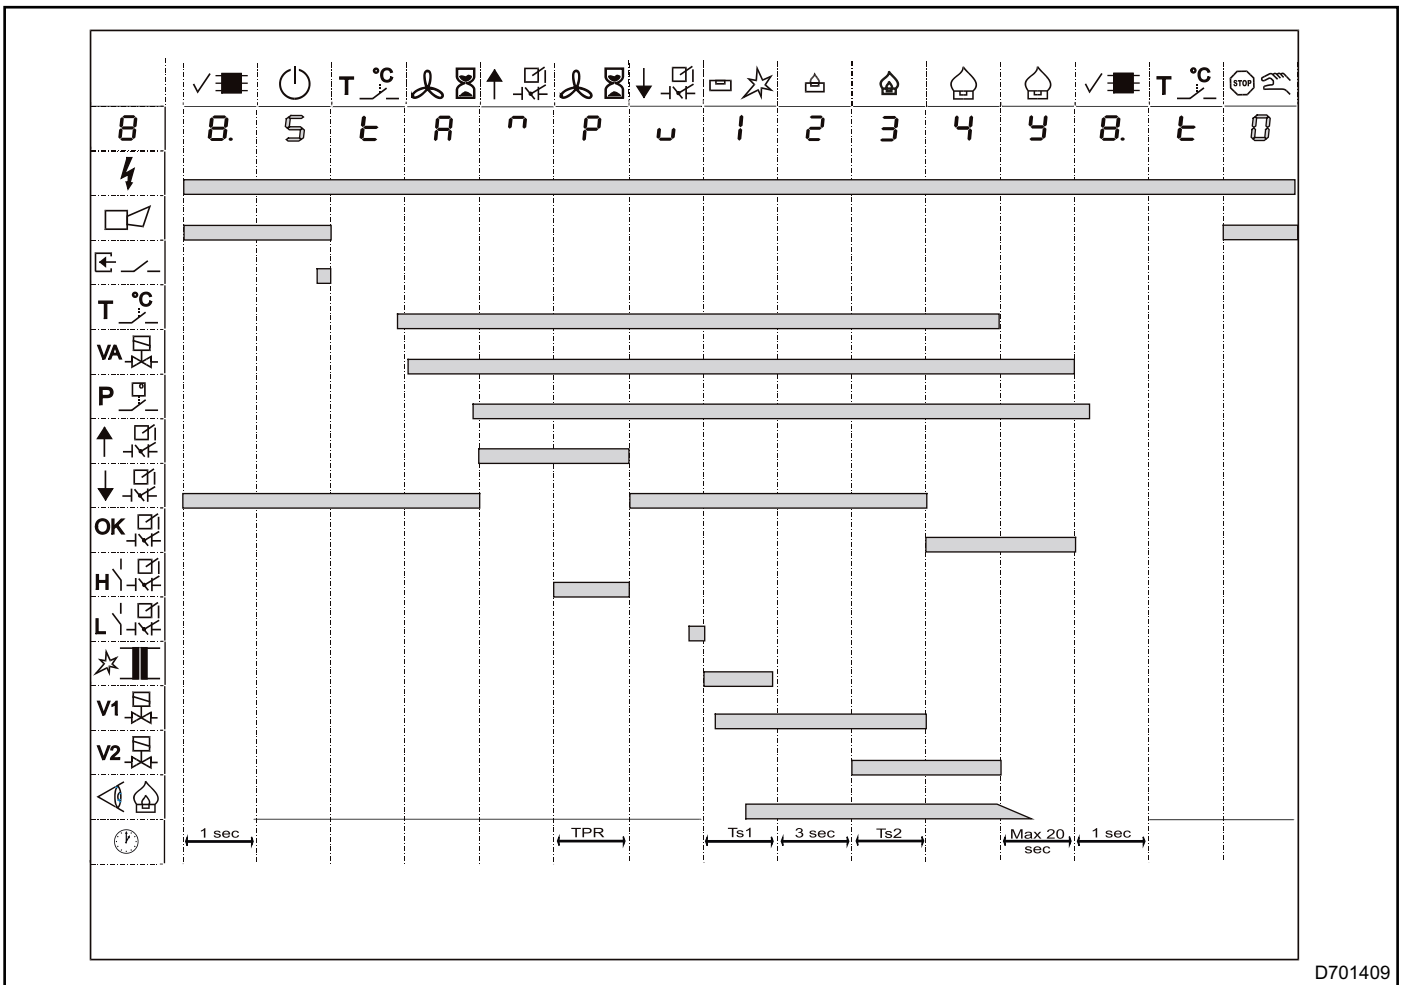 T °C T °C STOP
8 8. S t A n P u 1 2 3 4 y 8. t 0
T °C
VA
P
OK
H
L
V1
V2
1 sec TPR Ts1 3 sec Ts2 Max 20 1 sec
sec
D701409